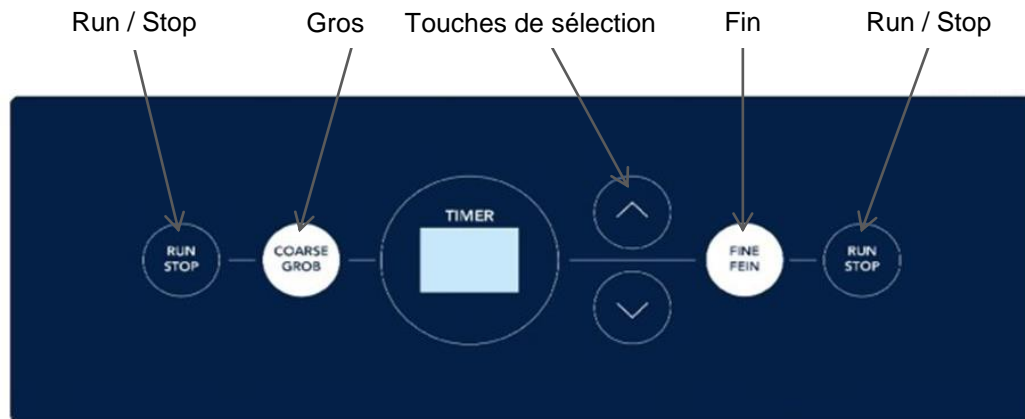 Run / Stop
Gros
Touches de sélection
Fin
Run / Stop
TIMER
RUN
STOP
COARSE
GROB
FINE
FEIN
RUN
STOP